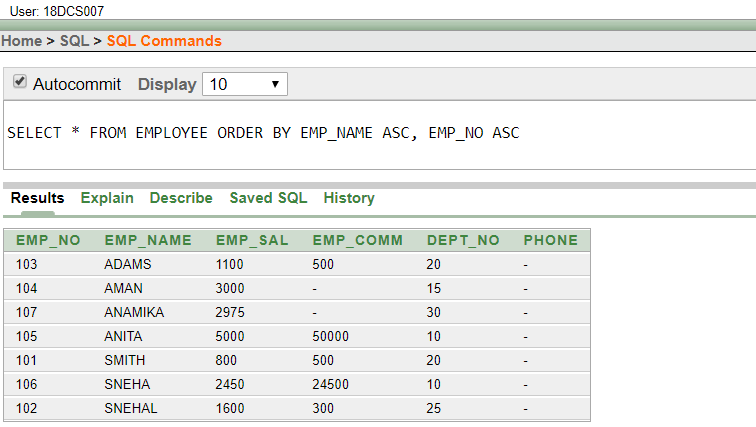 User: 18DCS007
Home > SQL > SQL Commands
Autocommit Display 10
SELECT * FROM EMPLOYEE ORDER BY EMP_NAME ASC, EMP_NO ASC
Results Explain Describe Saved SQL History
EMP_NO EMP_NAME EMP_SAL EMP_COMM DEPT_NO PHONE
103 ADAMS 1100 500 20 -
104 AMAN 3000 - 15 -
107 ANAMIKA 2975 - 30 -
105 ANITA 5000 50000 10 -
101 SMITH 800 500 20 -
106 SNEHA 2450 24500 10 -
102 SNEHAL 1600 300 25 -